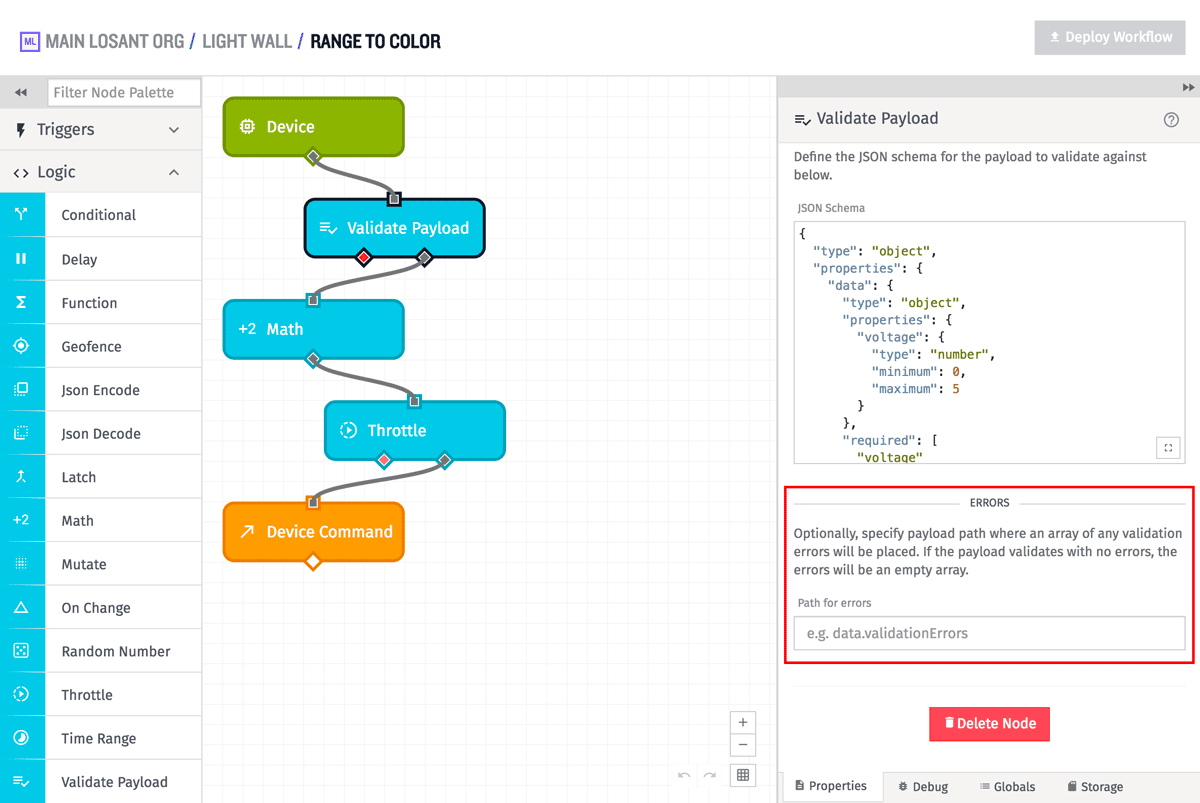 ML MAIN LOSANT ORG / LIGHT WALL / RANGE TO COLOR
Deploy Workflow
Filter Node Palette
Triggers
Logic
Conditional
Delay
Function
Geofence
Json Encode
Json Decode
Latch
+2 Math
Mutate
On Change
Random Number
Throttle
Time Range
Validate Payload
Device
Validate Payload
+2 Math
Throttle
Device Command
Validate Payload
Define the JSON schema for the payload to validate against
below.
JSON Schema
{
"type": "object",
"properties": {
"data": {
"type": "object",
"properties": {
"voltage": {
"type": "number",
"minimum": 0,
"maximum": 5
}
},
"required": [
"voltage"
ERRORS
Optionally, specify payload path where an array of any validation
errors will be placed. If the payload validates with no errors, the
errors will be an empty array.
Path for errors
e.g. data.validationErrors
Delete Node
Properties
Debug
Globals
Storage